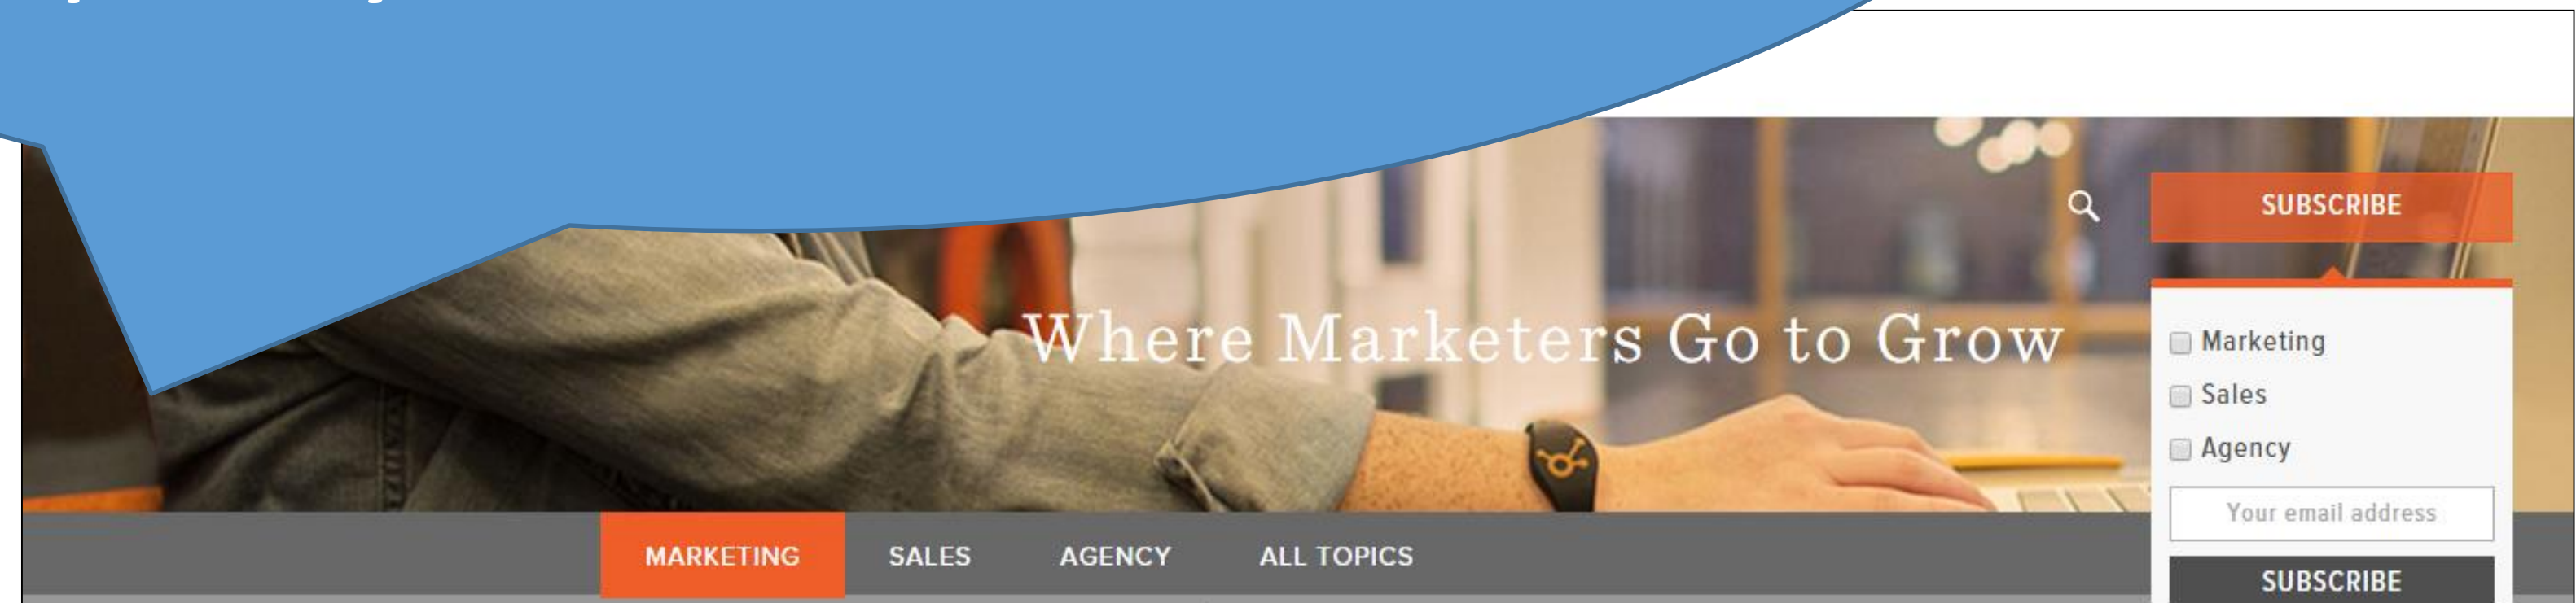 SUBSCRIBE
Where Marketers Go to Grow
Marketing
Sales
Agency
Your email address
SUBSCRIBE
MARKETING SALES AGENCY ALL TOPICS